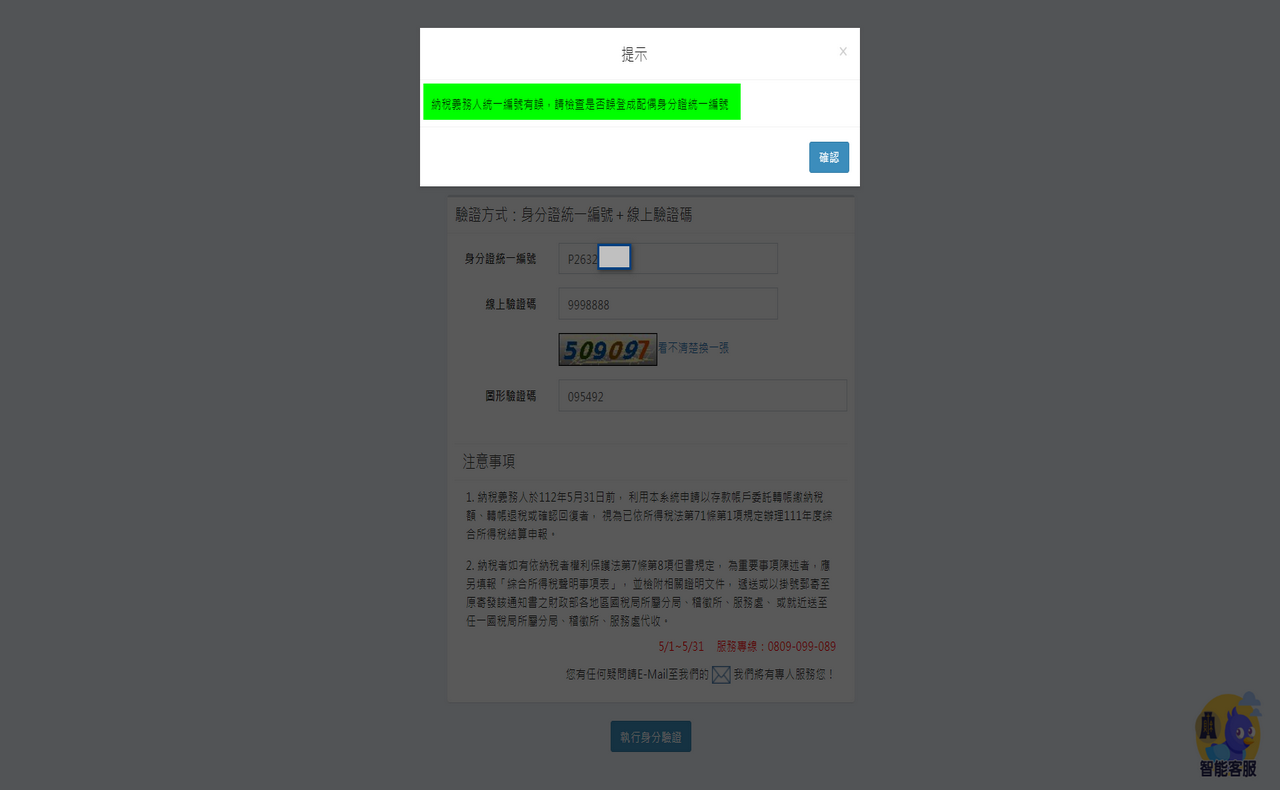 提示
x
納稅義務人統一編號有誤，請檢查是否誤登成配偶身分證統一編號
確認
驗證方式：身分證統一編號＋線上驗證碼
身分證統一編號 P2632
線上驗證碼 9998888
509097 看不清楚換一張
圖形驗證碼 095492
注意事項
1. 納稅義務人於112年5月31日前， 利用本系統申請以存款帳戶委託轉帳繳納稅
額、轉帳退稅或確認回復者， 視為已依所得稅法第71條第1項規定辦理111年度綜
合所得稅結算申報。
2. 納稅者如有依納稅者權利保護法第7條第8項但書規定， 為重要事項陳述者，應
另填報「綜合所得稅聲明事項表」， 並檢附相關證明文件， 遞送或以掛號郵寄至
原寄發該通知書之財政部各地區國稅局所屬分局、稽徵所、服務處、 或就近送至
任一國稅局所屬分局、稽徵所、服務處代收。
5/1~5/31 服務專線：0809-099-089
您有任何疑問請E-Mail至我們的 我們將有專人服務您！
執行身分驗證
智能客服